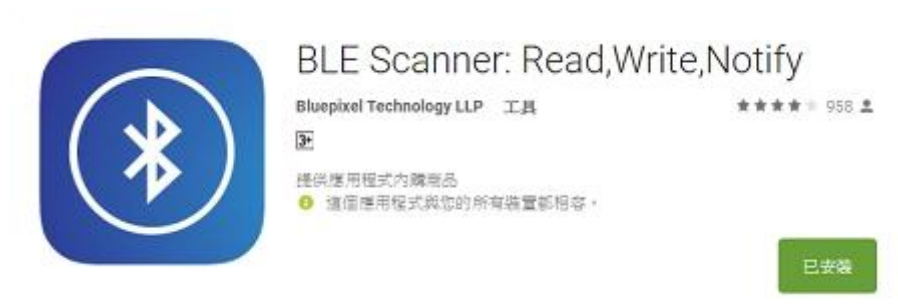 BLE Scanner: Read,Write,Notify
Bluepixel Technology LLP 工具 958
3+
提供應用程式內購商品
這個應用程式與您的所有裝置都相容。
已安裝